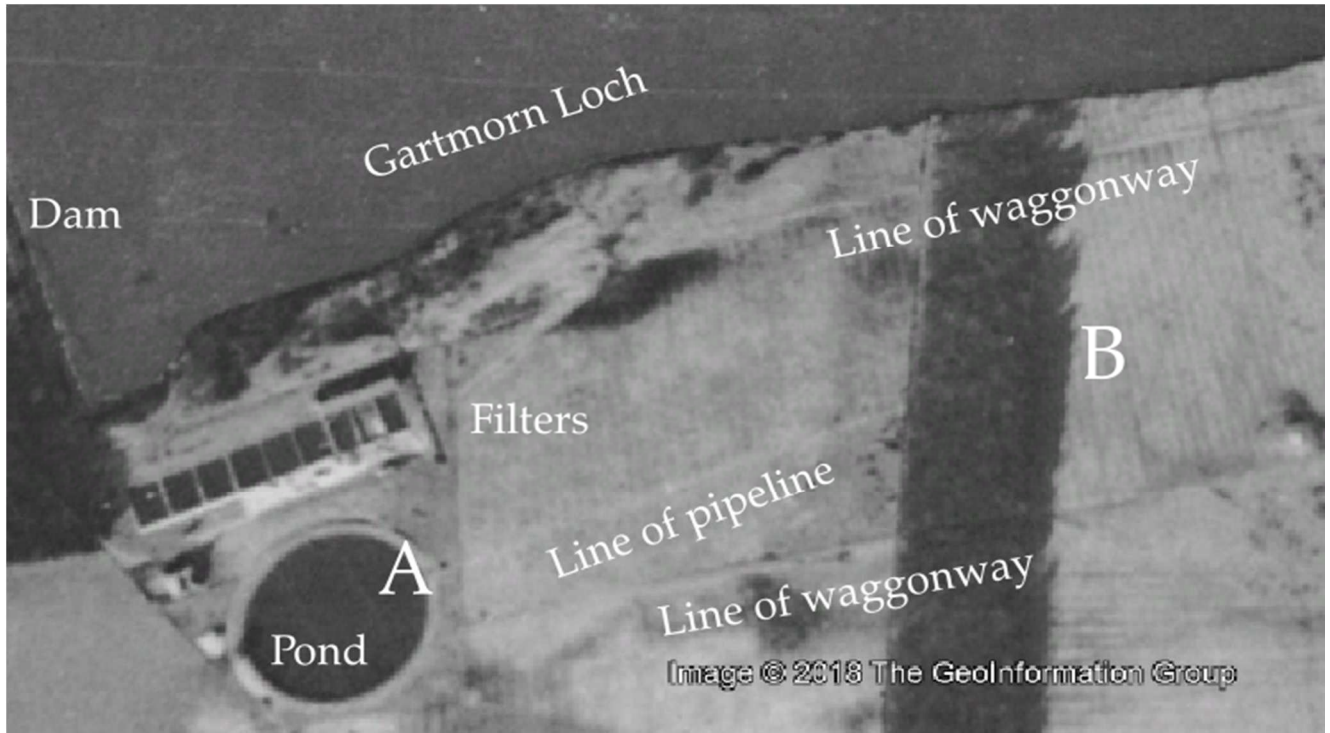 Gartmorn Loch
Dam
Line of waggonway
B
Filters
Line of pipeline
A
Line of waggonway
Pond
Image © 2018 The GeoInformation Group